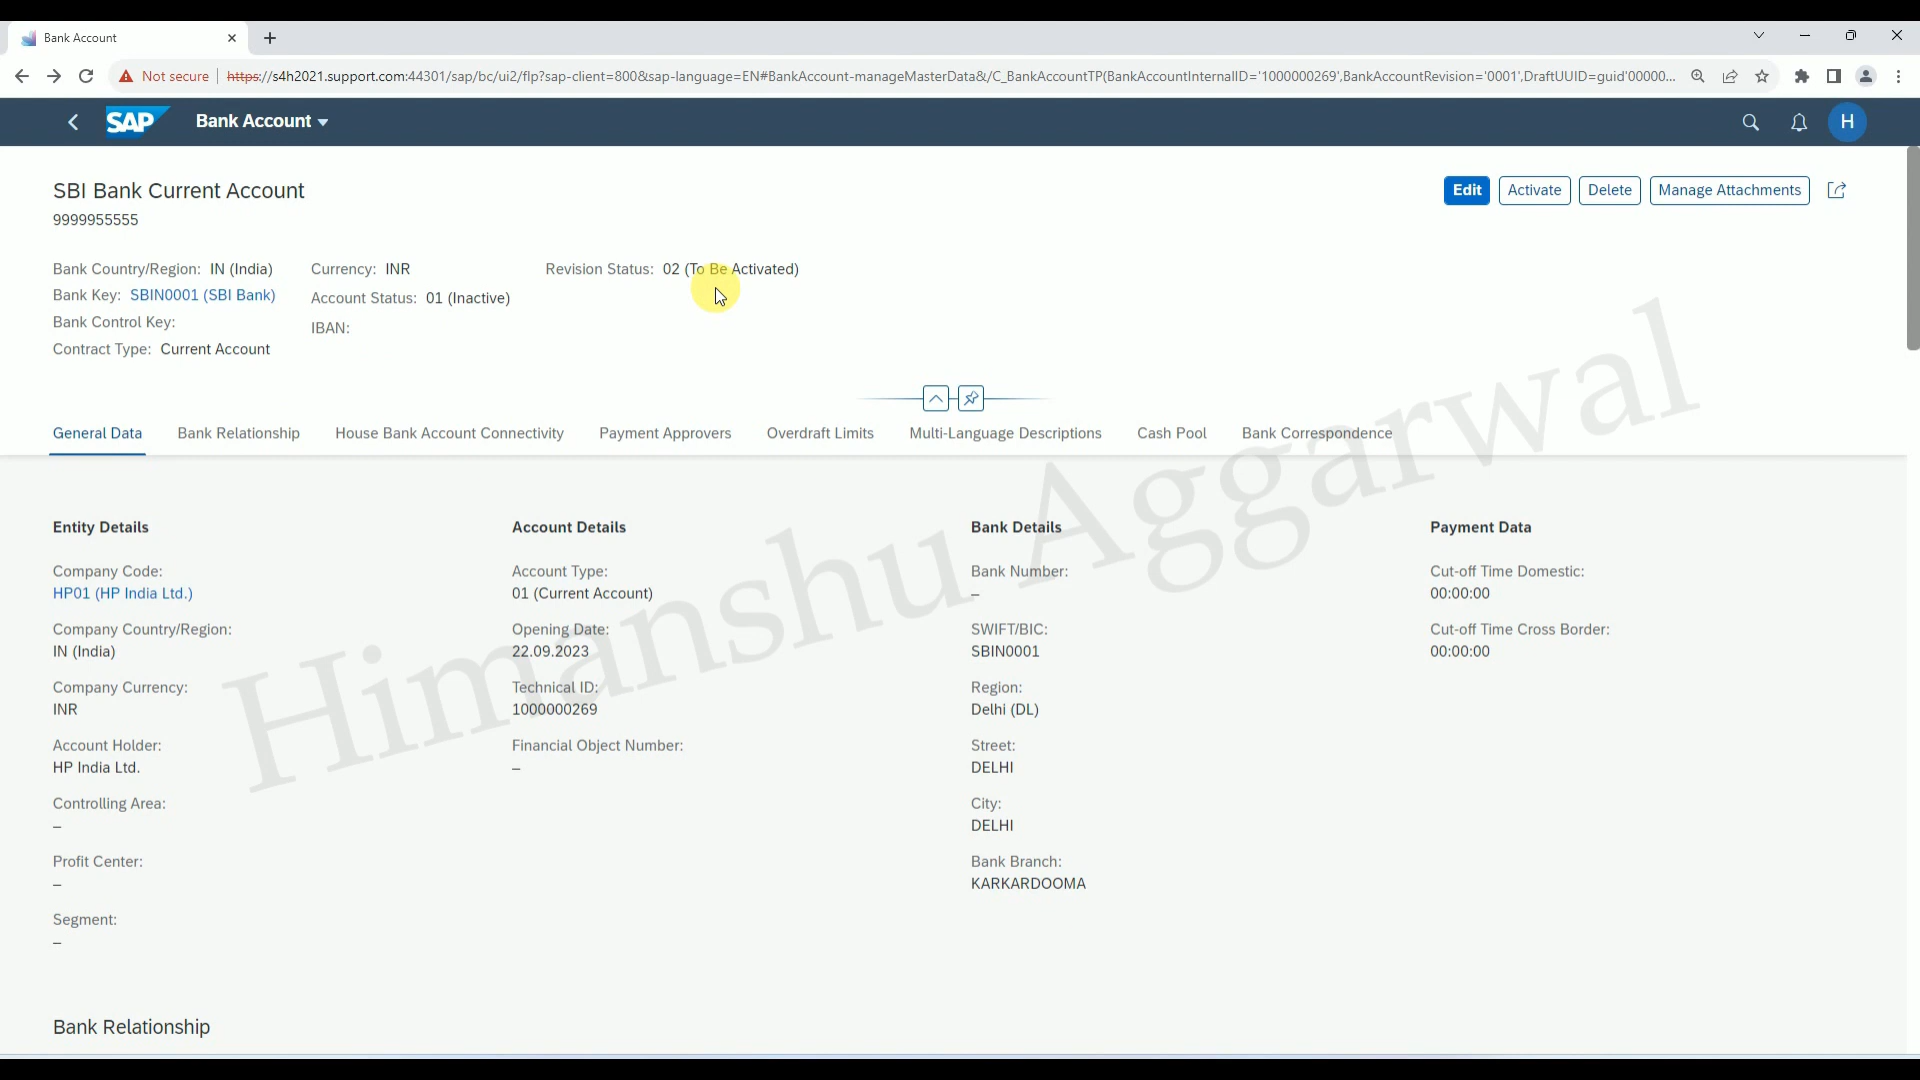 Bank Account
Not secure https://s4h2021.support.com:44301/sap/bc/ui2/flp?sap-client=800&sap-language=EN#BankAccount-manageMasterData&/C_BankAccountTP(BankAccountInternalID='1000000269',BankAccountRevision='0001',DraftUUID=guid'00000...
SAP Bank Account H
SBI Bank Current Account Edit Activate Delete Manage Attachments
9999955555
Bank Country/Region: IN (India) Currency: INR Revision Status: 02 (To Be Activated)
Bank Key: SBIN0001 (SBI Bank) Account Status: 01 (Inactive)
Bank Control Key: IBAN:
Contract Type: Current Account
General Data Bank Relationship House Bank Account Connectivity Payment Approvers Overdraft Limits Multi-Language Descriptions Cash Pool Bank Correspondence
Himanshu Aggarwal
Entity Details Account Details Bank Details Payment Data
Company Code: Account Type: Bank Number: Cut-off Time Domestic:
HP01 (HP India Ltd.) 01 (Current Account) – 00:00:00
Company Country/Region: Opening Date: SWIFT/BIC: Cut-off Time Cross Border:
IN (India) 22.09.2023 SBIN0001 00:00:00
Company Currency: Technical ID: Region:
INR 1000000269 Delhi (DL)
Account Holder: Financial Object Number: Street:
HP India Ltd. – DELHI
Controlling Area: City:
– DELHI
Profit Center: Bank Branch:
– KARKARDOOMA
Segment:
–
Bank Relationship